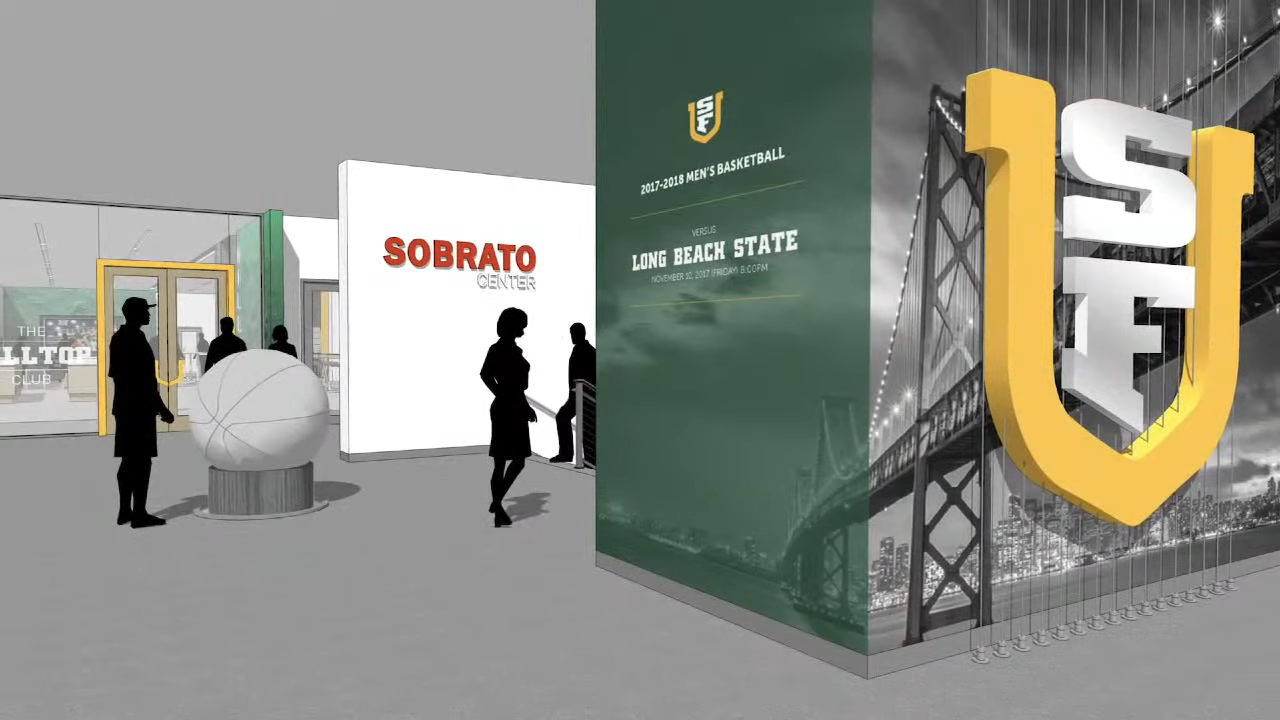 THE
LLTOP
CLUB
SOBRATO
CENTER
SF
2017-2018 MEN'S BASKETBALL
VERSUS
LONG BEACH STATE
NOVEMBER 10, 2017 (FRIDAY) 8:00PM
USF